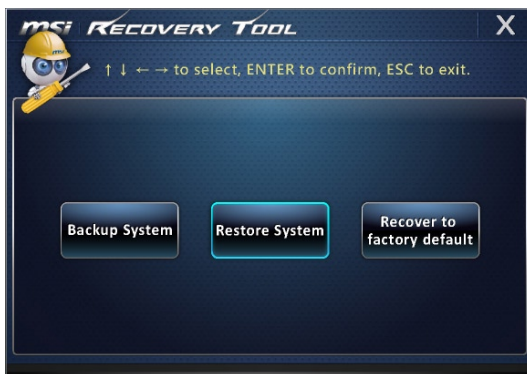 msi RECOVERY TOOL X
↑ ↓ ← → to select, ENTER to confirm, ESC to exit.
Backup System
Restore System
Recover to
factory default